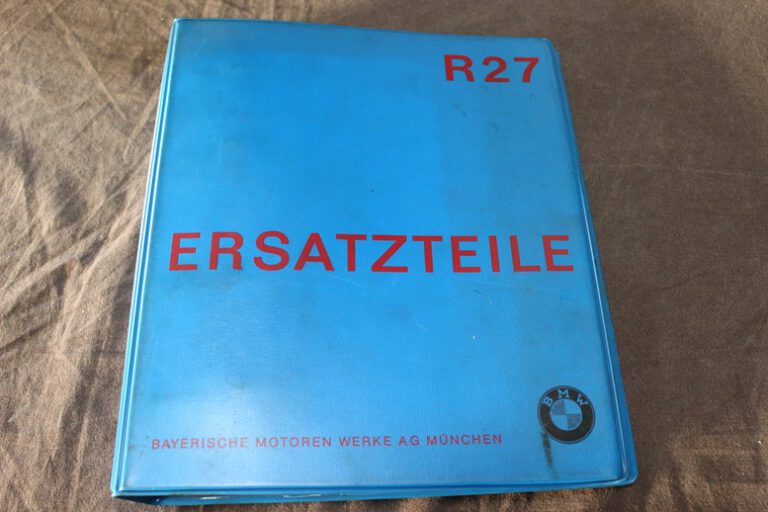 R27
ERSATZTEILE
BMW
BAYERISCHE MOTOREN WERKE AG MÜNCHEN